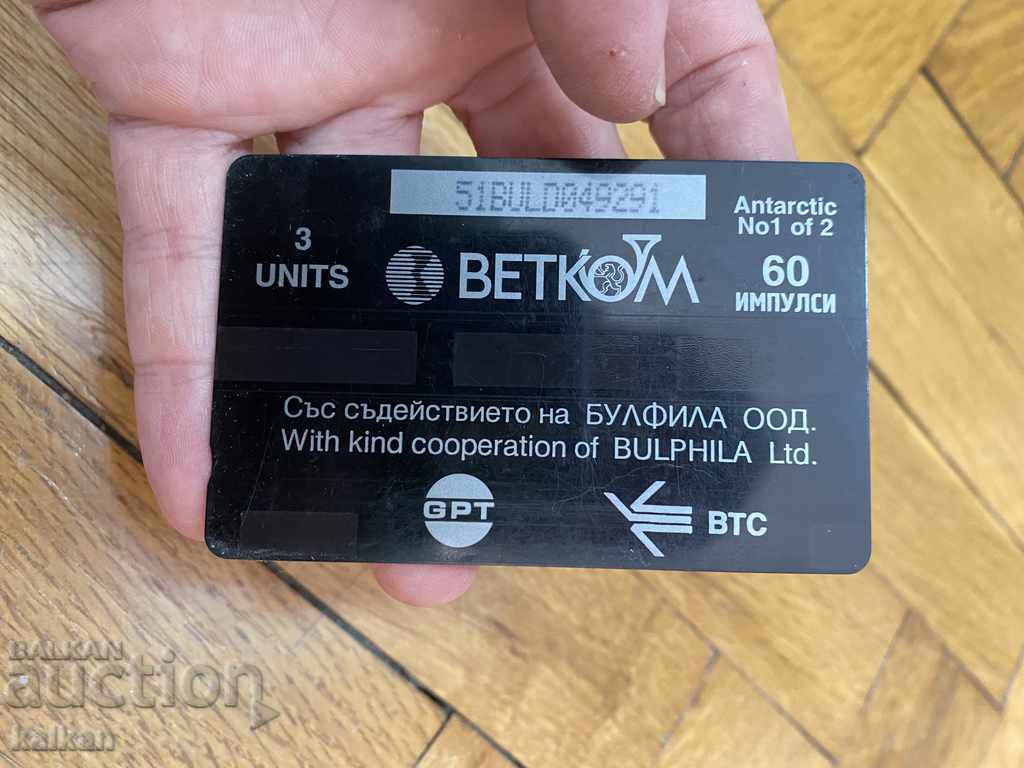 51BULD049291
Antarctic
No1 of 2
3
UNITS
BETKOM
60
ИМПУЛСИ
Със съдействието на БУЛФИЛА ООД.
With kind cooperation of BULPHILA Ltd.
GPT
BTC
BALKAN
auction
kalkan